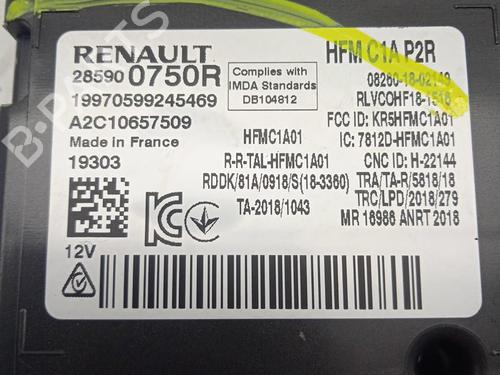 RENAULT
28590 0750R
19970599245469
A2C10657509
Made in France
19303
12V
Complies with
IMDA Standards
DB104812
HFMC1A01
R-R-TAL-HFMC1A01
RDDK/81A/0918/S(18-3360)
TA-2018/1043
HFM C1A P2R
08260-18-02149
RLVCOHF18-1516
FCC ID: KR5HFMC1A01
IC: 7812D-HFMC1A01
CNC ID: H-22144
TRA/TA-R/5818/18
TRC/LPD/2018/279
MR 16986 ANRT 2018
B-Parts